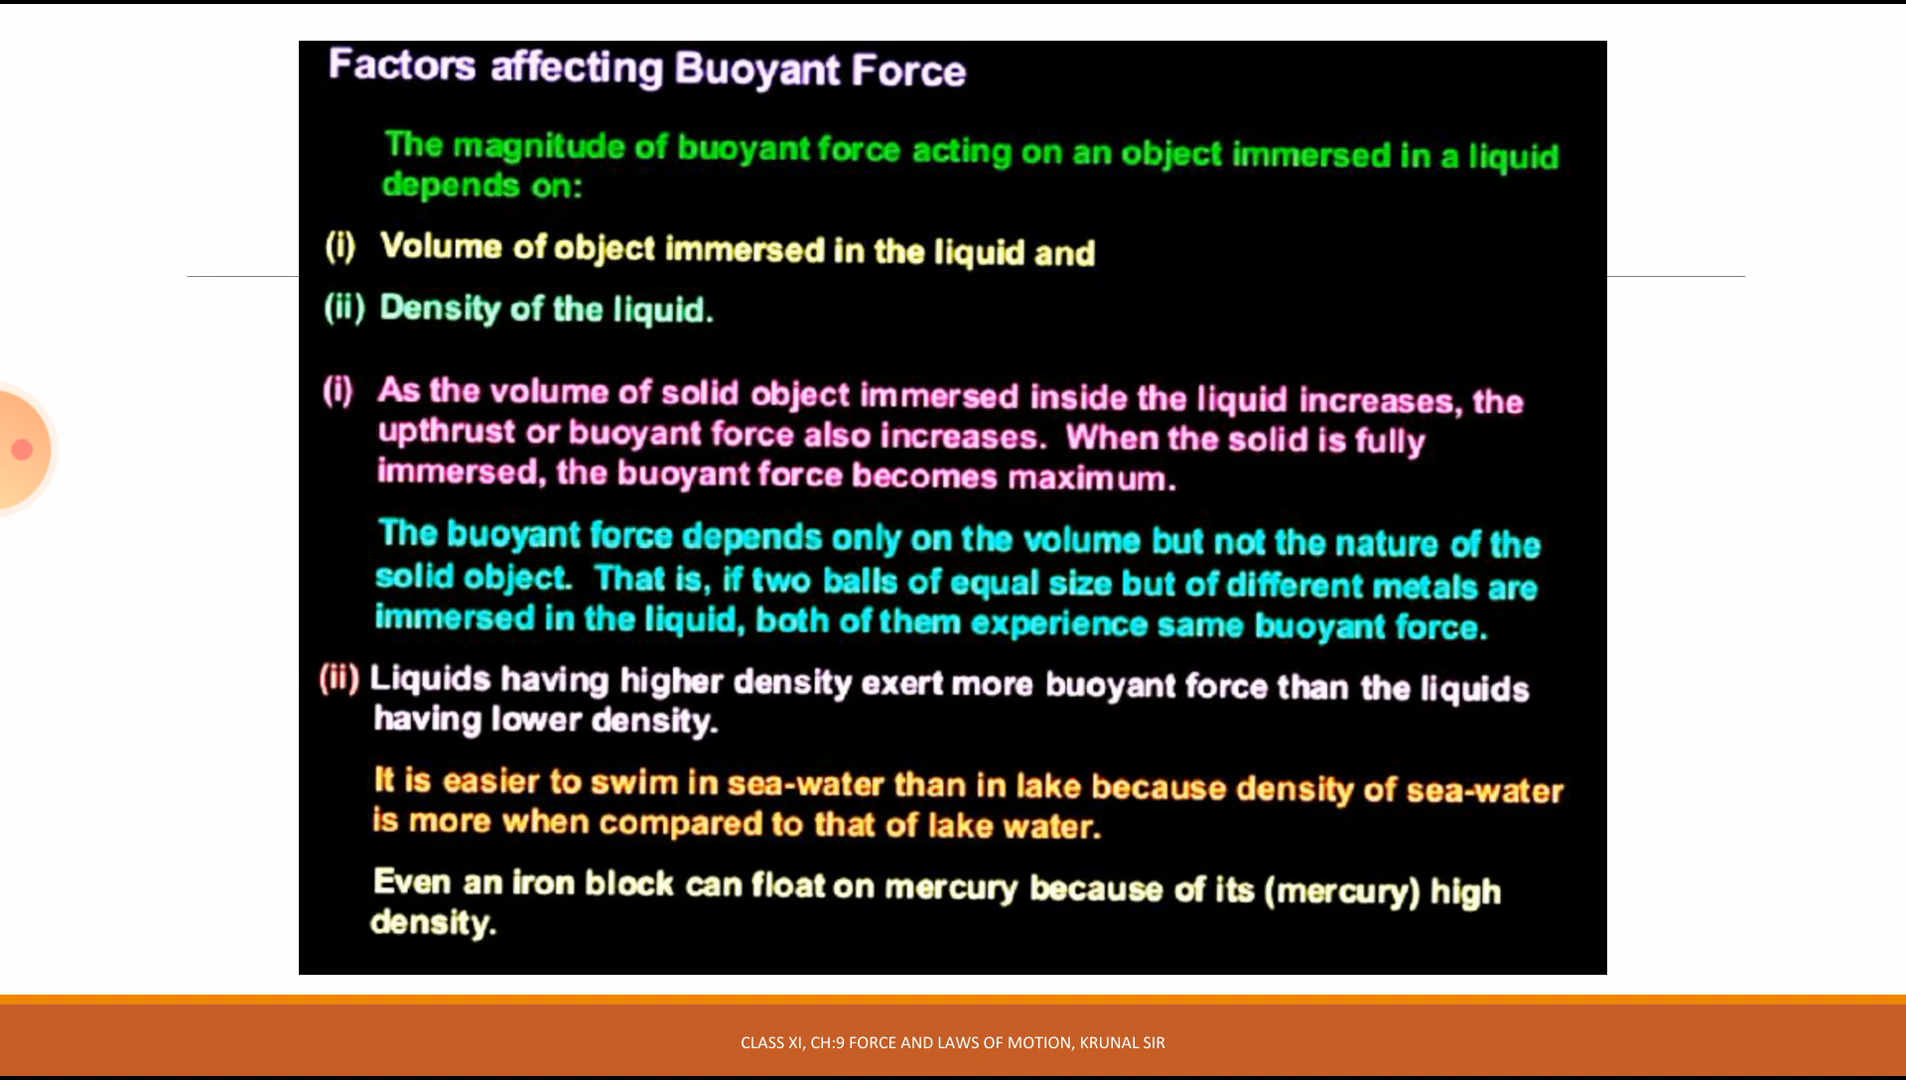 Factors affecting Buoyant Force
The magnitude of buoyant force acting on an object immersed in a liquid
depends on:
(i) Volume of object immersed in the liquid and
(ii) Density of the liquid.
(i) As the volume of solid object immersed inside the liquid increases, the
upthrust or buoyant force also increases. When the solid is fully
immersed, the buoyant force becomes maximum.
The buoyant force depends only on the volume but not the nature of the
solid object. That is, if two balls of equal size but of different metals are
immersed in the liquid, both of them experience same buoyant force.
(ii) Liquids having higher density exert more buoyant force than the liquids
having lower density.
It is easier to swim in sea-water than in lake because density of sea-water
is more when compared to that of lake water.
Even an iron block can float on mercury because of its (mercury) high
density.
CLASS XI, CH:9 FORCE AND LAWS OF MOTION, KRUNAL SIR